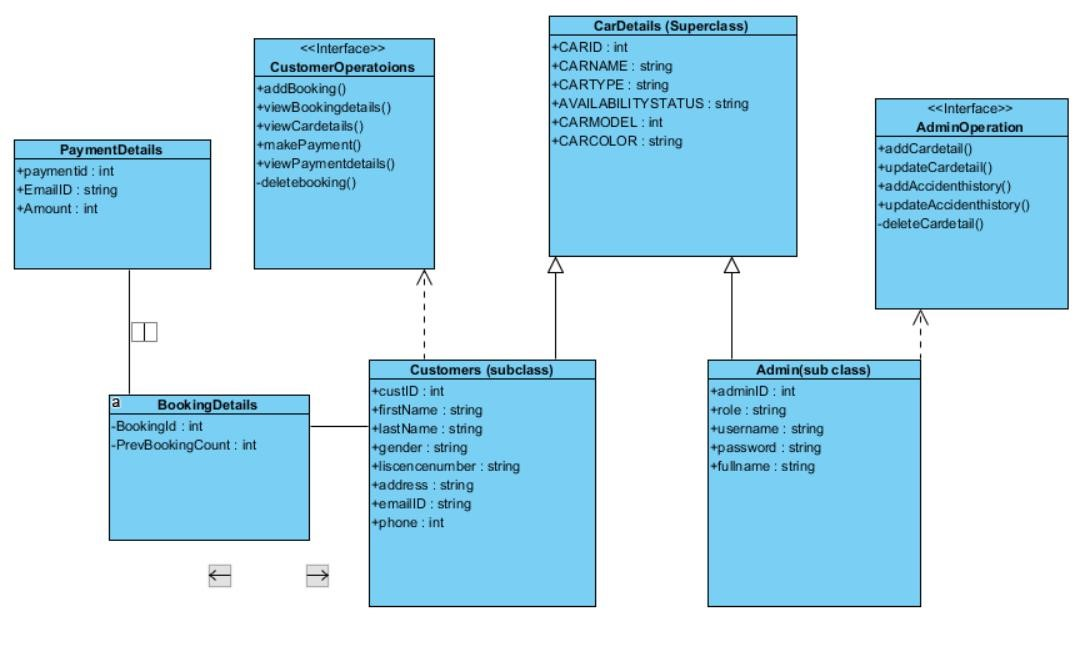 CarDetails (Superclass)
+CARID : int
+CARNAME : string
+CARTYPE : string
+AVAILABILITYSTATUS : string
+CARMODEL : int
+CARCOLOR : string
<<Interface>>
CustomerOperatoions
+addBooking()
+viewBookingdetails()
+viewCardetails()
+makePayment()
+viewPaymentdetails()
-deletebooking()
<<Interface>>
AdminOperation
+addCardetail()
+updateCardetail()
+addAccidenthistory()
+updateAccidenthistory()
-deleteCardetail()
PaymentDetails
+paymentid : int
+EmailID : string
+Amount : int
a
BookingDetails
-BookingId : int
-PrevBookingCount : int
Customers (subclass)
+custID : int
+firstName : string
+lastName : string
+gender : string
+liscencenumber : string
+address : string
+emailID : string
+phone : int
Admin(sub class)
+adminID : int
+role : string
+username : string
+password : string
+fullname : string